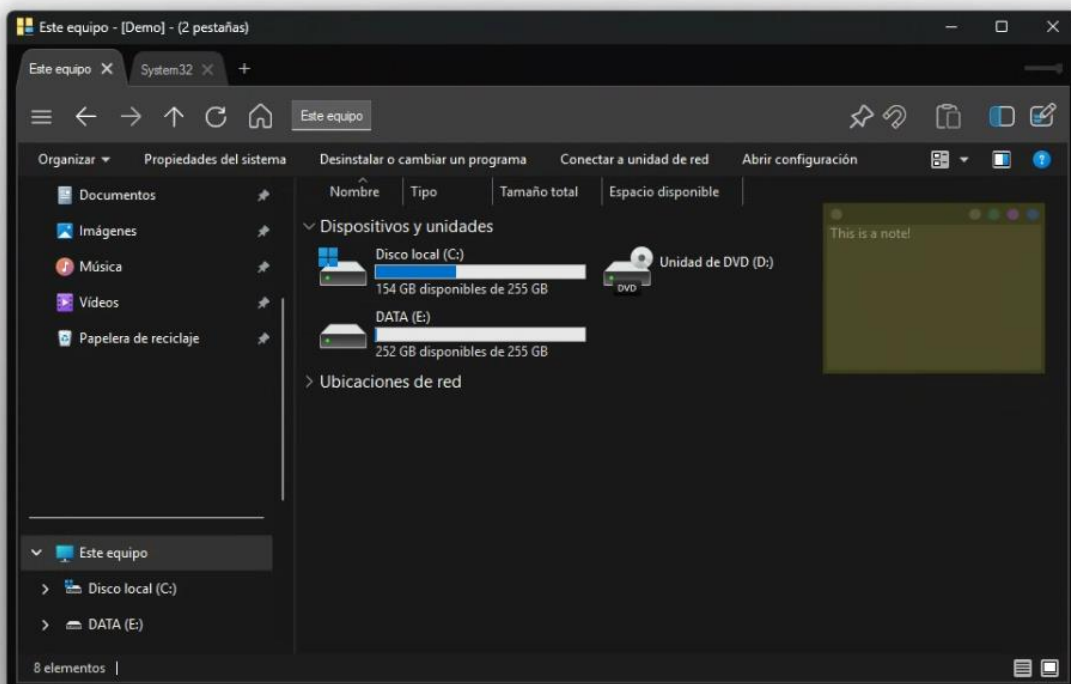 Este equipo - [Demo] - (2 pestañas)
Este equipo System32
Este equipo
Organizar Propiedades del sistema Desinstalar o cambiar un programa Conectar a unidad de red Abrir configuración
Documentos
Imágenes
Música
Vídeos
Papelera de reciclaje
Este equipo
Disco local (C:)
DATA (E:)
Nombre Tipo Tamaño total Espacio disponible
Dispositivos y unidades
Disco local (C:)
154 GB disponibles de 255 GB
Unidad de DVD (D:)
DVD
DATA (E:)
252 GB disponibles de 255 GB
Ubicaciones de red
This is a note!
8 elementos